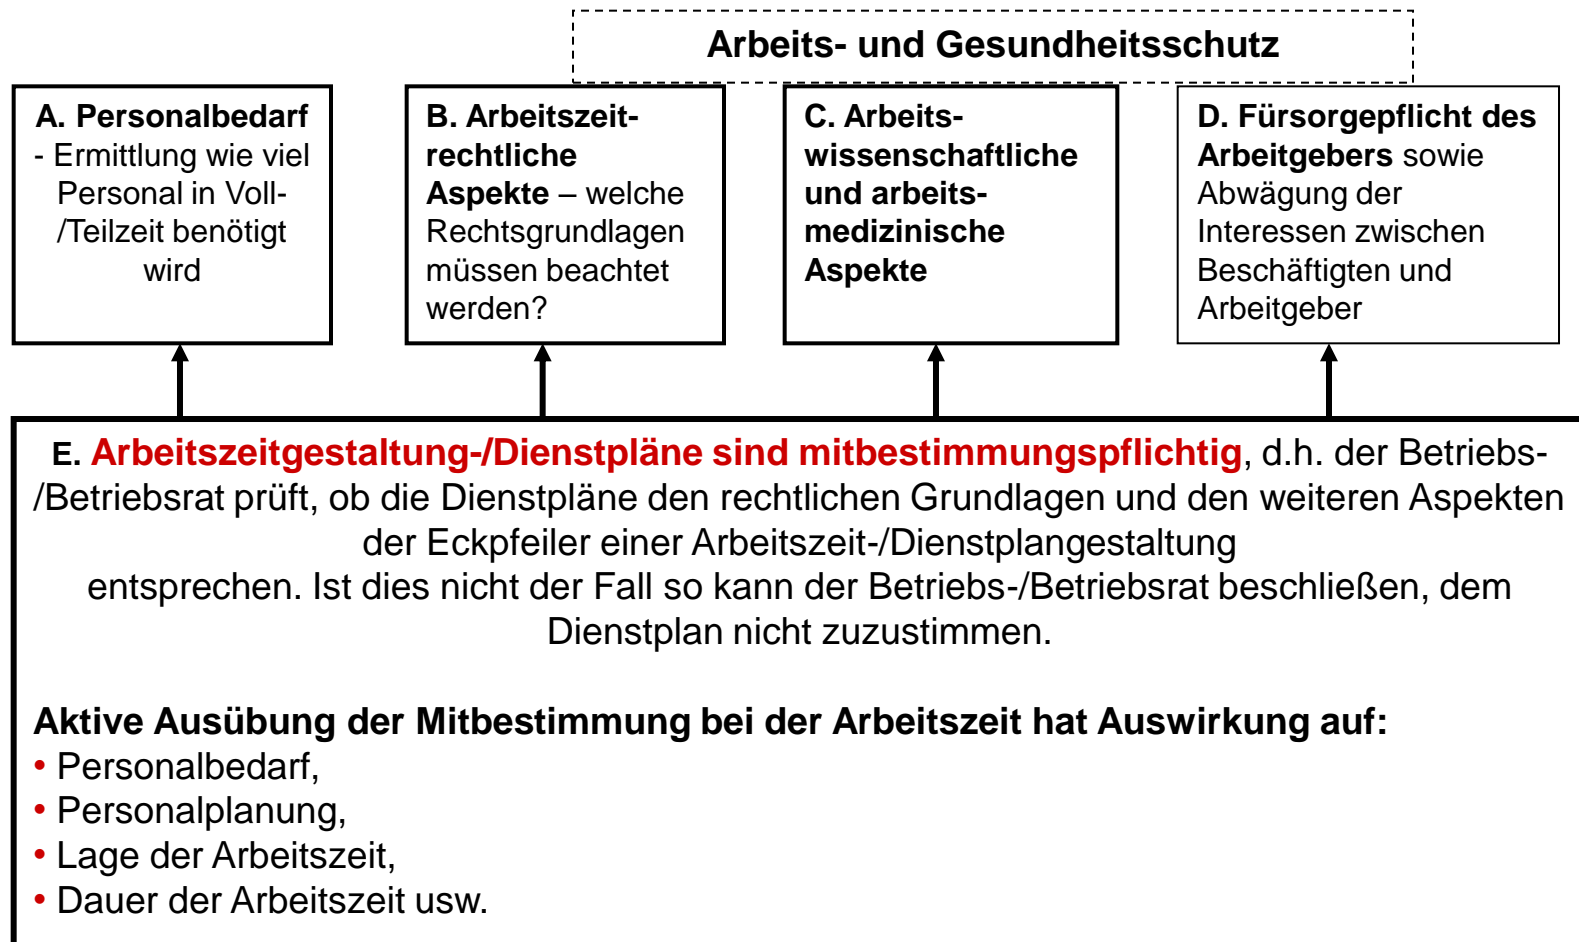 Arbeits- und Gesundheitsschutz
A. Personalbedarf
- Ermittlung wie viel
Personal in Voll-
/Teilzeit benötigt
wird
B. Arbeitszeit-
rechtliche
Aspekte – welche
Rechtsgrundlagen
müssen beachtet
werden?
C. Arbeits-
wissenschaftliche
und arbeits-
medizinische
Aspekte
D. Fürsorgepflicht des
Arbeitgebers sowie
Abwägung der
Interessen zwischen
Beschäftigten und
Arbeitgeber
E. Arbeitszeitgestaltung-/Dienstpläne sind mitbestimmungspflichtig, d.h. der Betriebs-
/Betriebsrat prüft, ob die Dienstpläne den rechtlichen Grundlagen und den weiteren Aspekten
der Eckpfeiler einer Arbeitszeit-/Dienstplangestaltung
entsprechen. Ist dies nicht der Fall so kann der Betriebs-/Betriebsrat beschließen, dem
Dienstplan nicht zuzustimmen.
Aktive Ausübung der Mitbestimmung bei der Arbeitszeit hat Auswirkung auf:
• Personalbedarf,
• Personalplanung,
• Lage der Arbeitszeit,
• Dauer der Arbeitszeit usw.